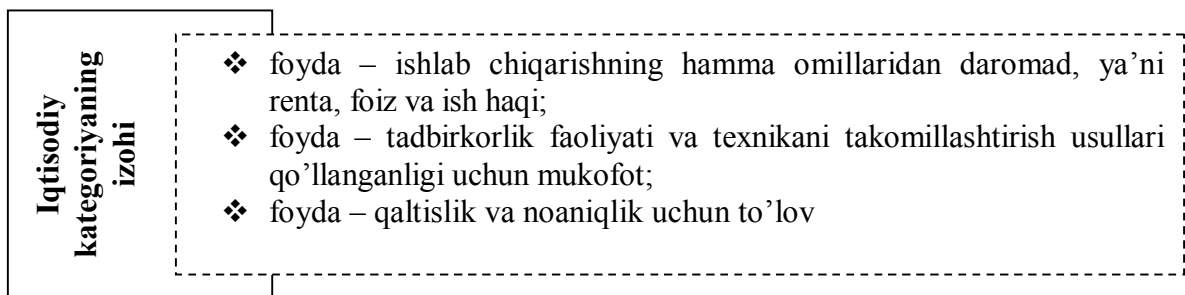 Iqtisodiy
kategoriyaning
izohi
❖ foyda – ishlab chiqarishning hamma omillaridan daromad, ya’ni
renta, foiz va ish haqi;
❖ foyda – tadbirkorlik faoliyati va texnikani takomillashtirish usullari
qo’llanganligi uchun mukofot;
❖ foyda – qaltislik va noaniqlik uchun to’lov